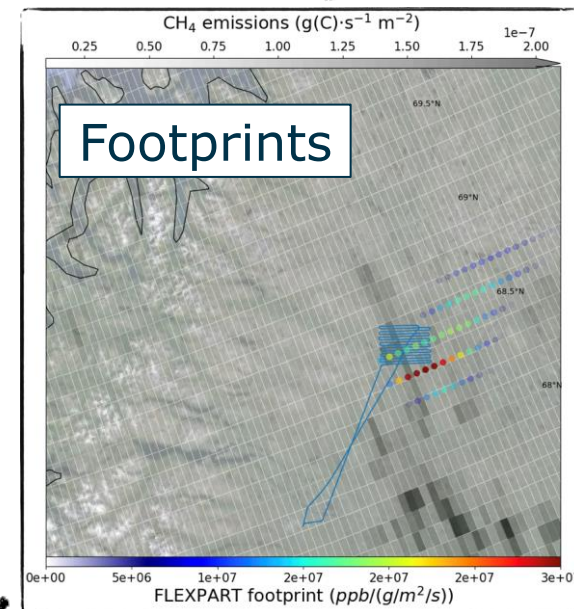 CH₄ emissions (g(C)·s⁻¹ m⁻²)
1e−7
0.25 0.50 0.75 1.00 1.25 1.50 1.75 2.00
Footprints
69.5°N
69°N
68.5°N
68°N
0e+00 5e+06 1e+07 2e+07 2e+07 2e+07 3e+0
FLEXPART footprint (ppb/(g/m²/s))